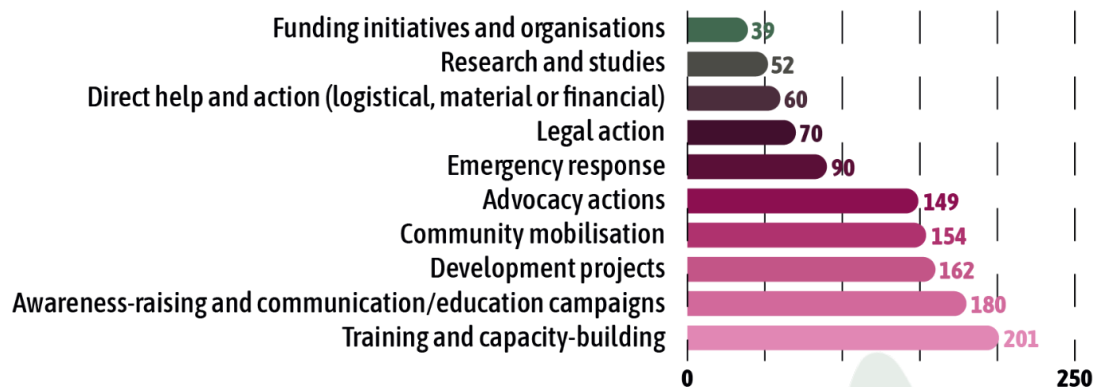 Funding initiatives and organisations 39
Research and studies 52
Direct help and action (logistical, material or financial) 60
Legal action 70
Emergency response 90
Advocacy actions 149
Community mobilisation 154
Development projects 162
Awareness-raising and communication/education campaigns 180
Training and capacity-building 201
0 250